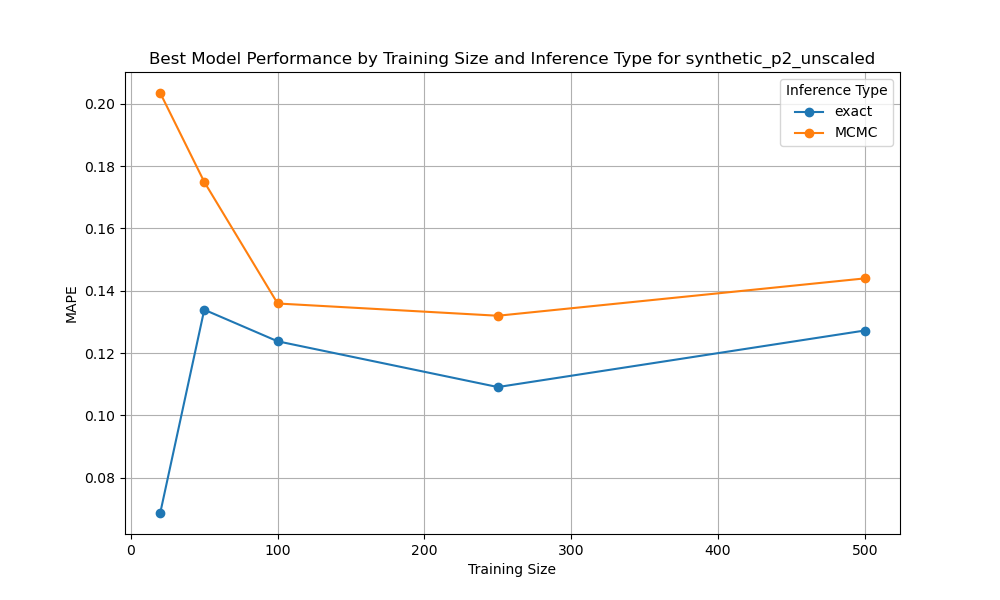 Best Model Performance by Training Size and Inference Type for synthetic_p2_unscaled
Inference Type
exact
MCMC
MAPE
0.20
0.18
0.16
0.14
0.12
0.10
0.08
0 100 200 300 400 500
Training Size